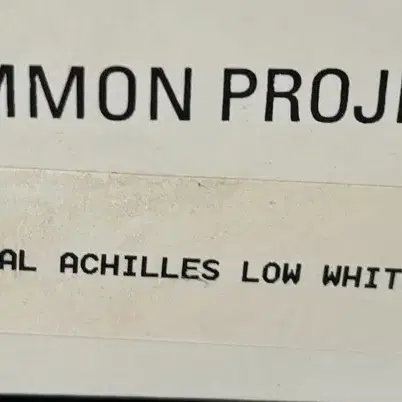 MMON PROJ
AL ACHILLES LOW WHIT